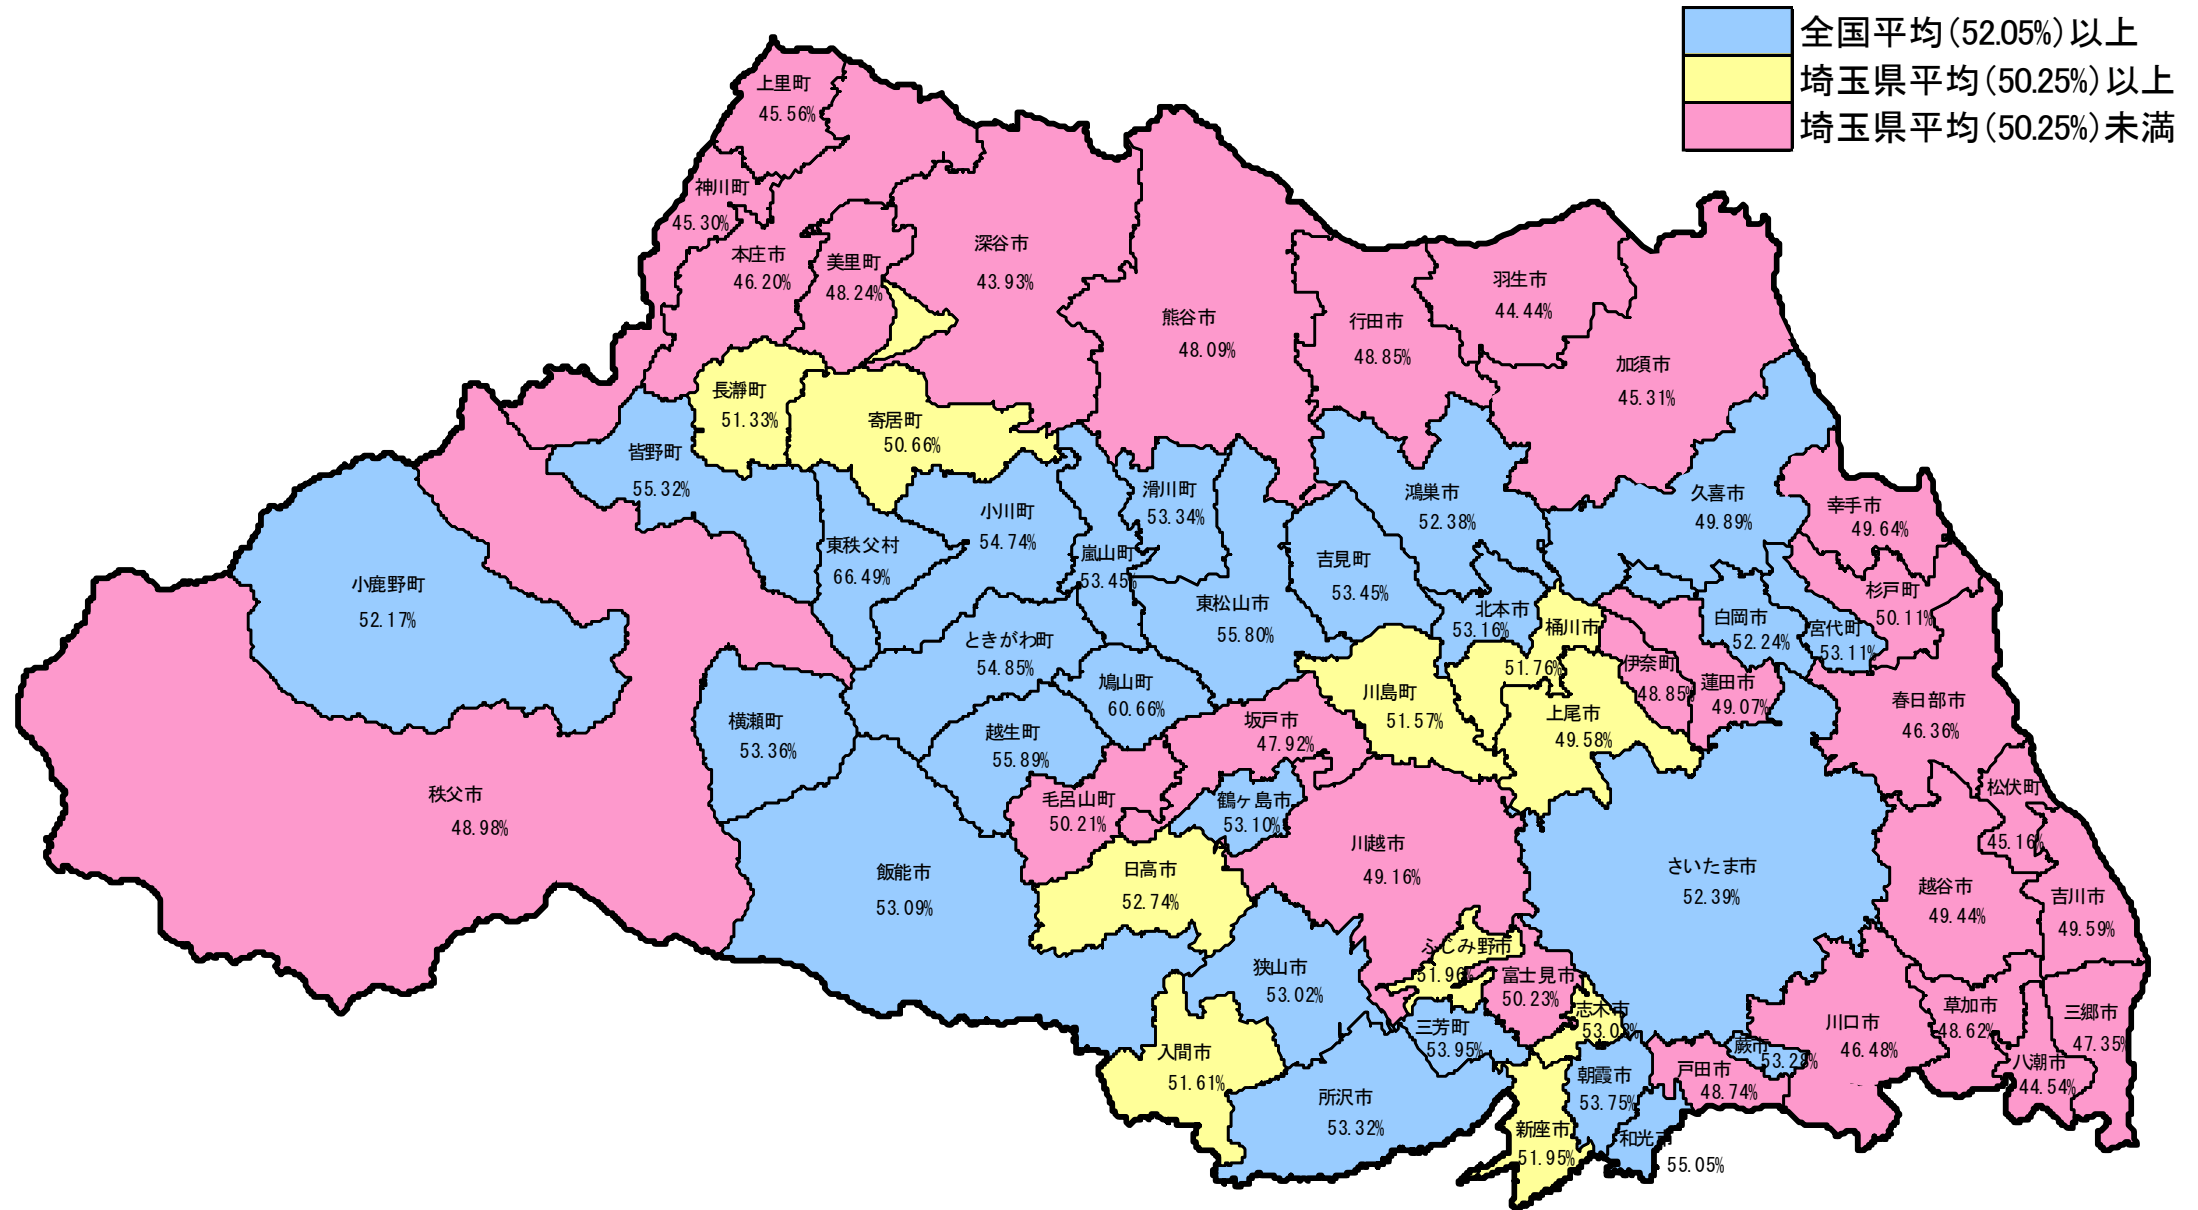 全国平均(52.05%)以上
埼玉県平均(50.25%)以上
埼玉県平均(50.25%)未満
上里町
45.56%
神川町
45.30%
本庄市
46.20%
美里町
48.24%
深谷市
43.93%
熊谷市
48.09%
行田市
48.85%
羽生市
44.44%
加須市
45.31%
長瀞町
51.33%
寄居町
50.66%
皆野町
55.32%
小鹿野町
52.17%
東秩父村
66.49%
小川町
54.74%
嵐山町
53.45%
滑川町
53.34%
東松山市
55.80%
吉見町
53.45%
鴻巣市
52.38%
久喜市
49.89%
幸手市
49.64%
杉戸町
50.11%
宮代町
53.11%
白岡市
52.24%
北本市
53.16%
桶川市
51.76%
伊奈町
48.85%
蓮田市
49.07%
上尾市
49.58%
川島町
51.57%
ときがわ町
54.85%
鳩山町
60.66%
越生町
55.89%
横瀬町
53.36%
秩父市
48.98%
坂戸市
47.92%
毛呂山町
50.21%
鶴ヶ島市
53.10%
日高市
52.74%
飯能市
53.09%
川越市
49.16%
さいたま市
52.39%
春日部市
46.36%
松伏町
45.16%
越谷市
49.44%
吉川市
49.59%
狭山市
53.02%
ふじみ野市
51.96%
富士見市
50.23%
志木市
53.03%
三芳町
53.95%
入間市
51.61%
所沢市
53.32%
新座市
51.95%
朝霞市
53.75%
和光市
55.05%
戸田市
48.74%
蕨市
53.28%
川口市
46.48%
草加市
48.62%
八潮市
44.54%
三郷市
47.35%